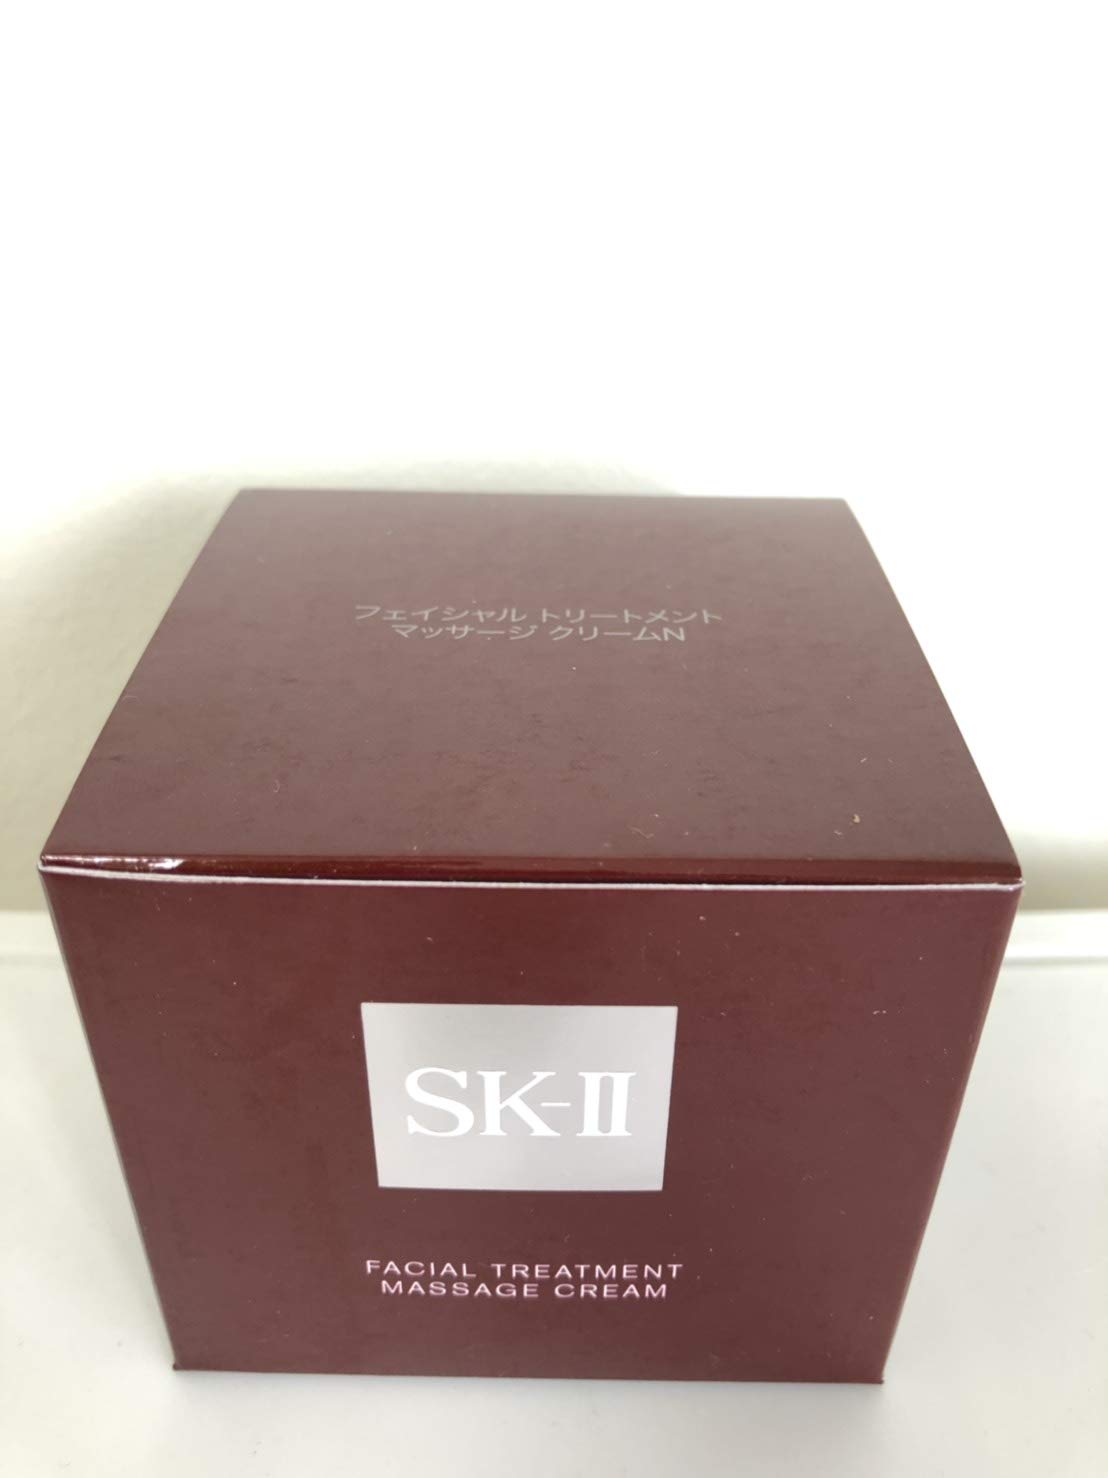 フェイシャル トリートメント
マッサージ クリームN
SK-II
FACIAL TREATMENT
MASSAGE CREAM